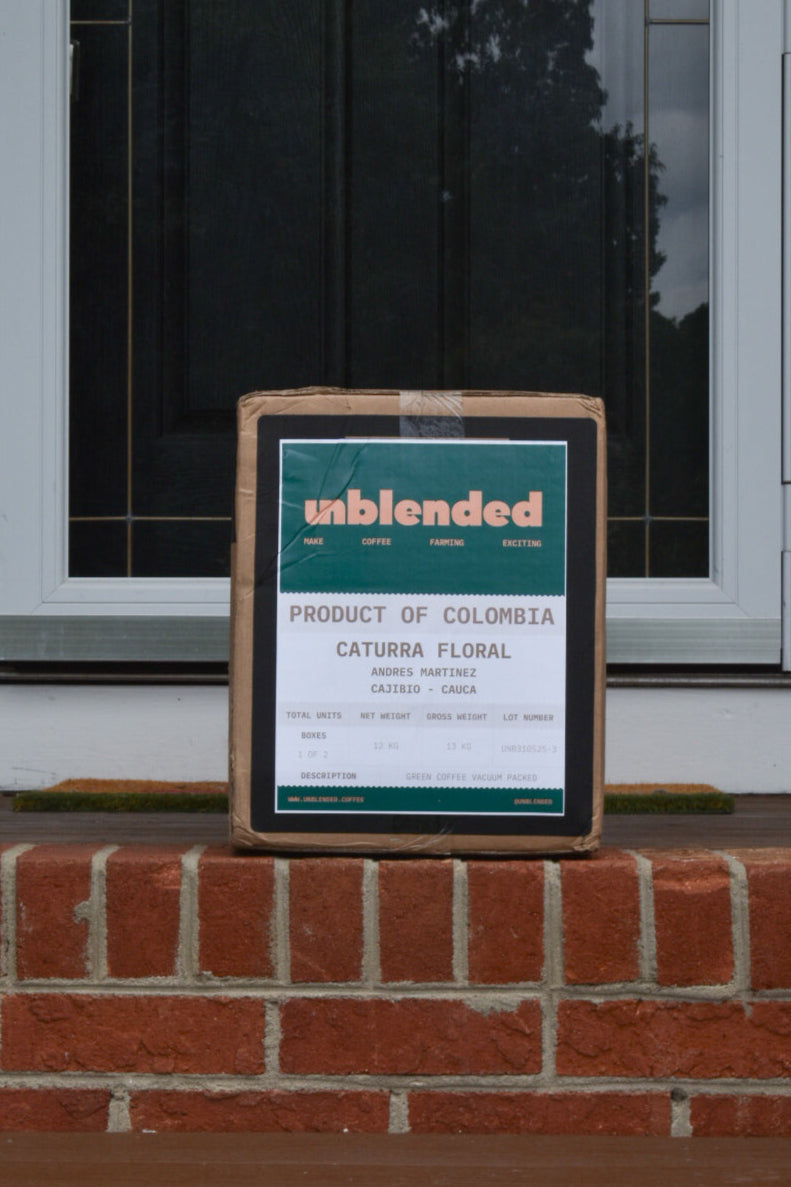 unblended
MAKE COFFEE FARMING EXCITING
PRODUCT OF COLOMBIA
CATURRA FLORAL
ANDRES MARTINEZ
CAJIBIO - CAUCA
TOTAL UNITS NET WEIGHT GROSS WEIGHT LOT NUMBER
BOXES
1 OF 2 12 KG 13 KG
DESCRIPTION GREEN COFFEE VACUUM PACKED
WWW.UNBLENDED.COFFEE @UNBLENDED